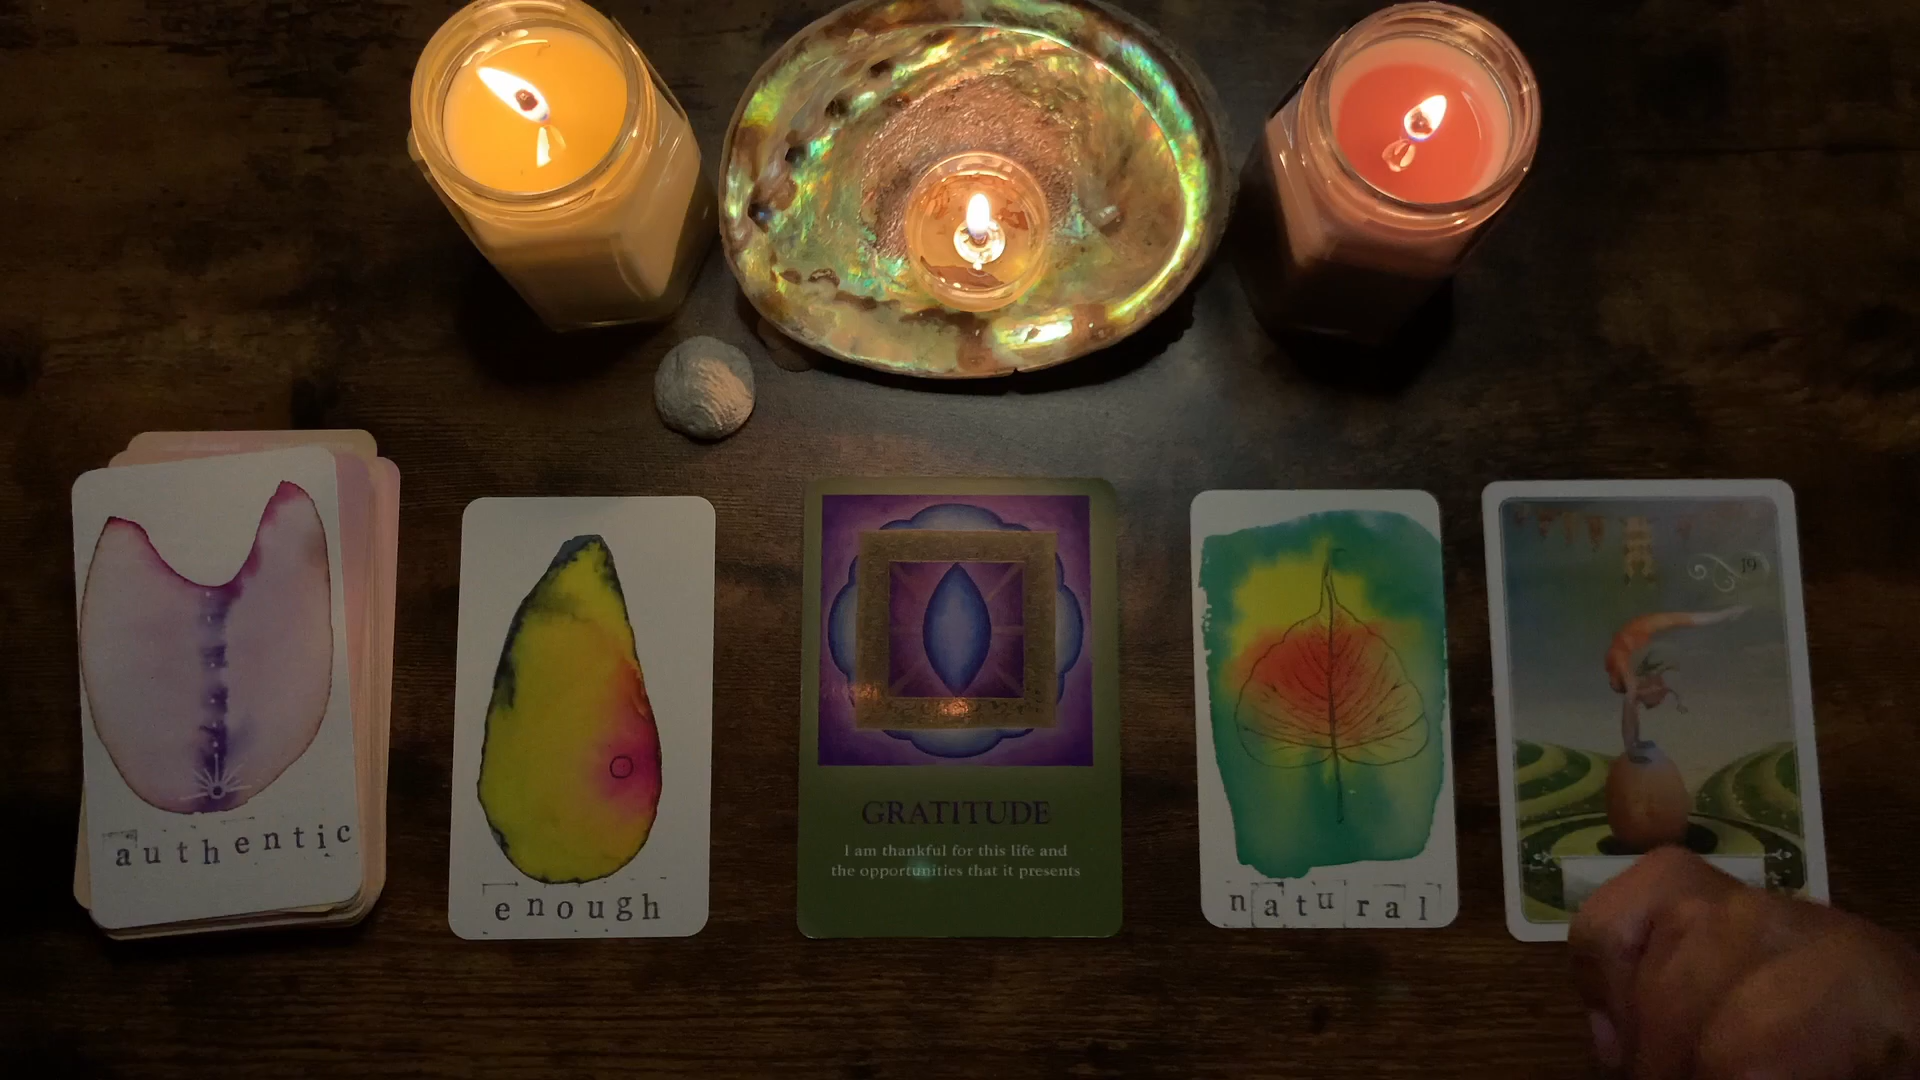 authentic
enough
GRATITUDE
I am thankful for this life and
the opportunities that it presents
natural
19